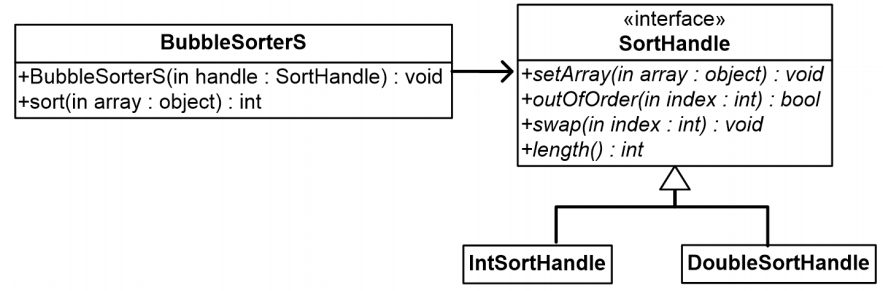 BubbleSorterS
+BubbleSorterS(in handle : SortHandle) : void
+sort(in array : object) : int
«interface»
SortHandle
+setArray(in array : object) : void
+outOfOrder(in index : int) : bool
+swap(in index : int) : void
+length() : int
IntSortHandle
DoubleSortHandle